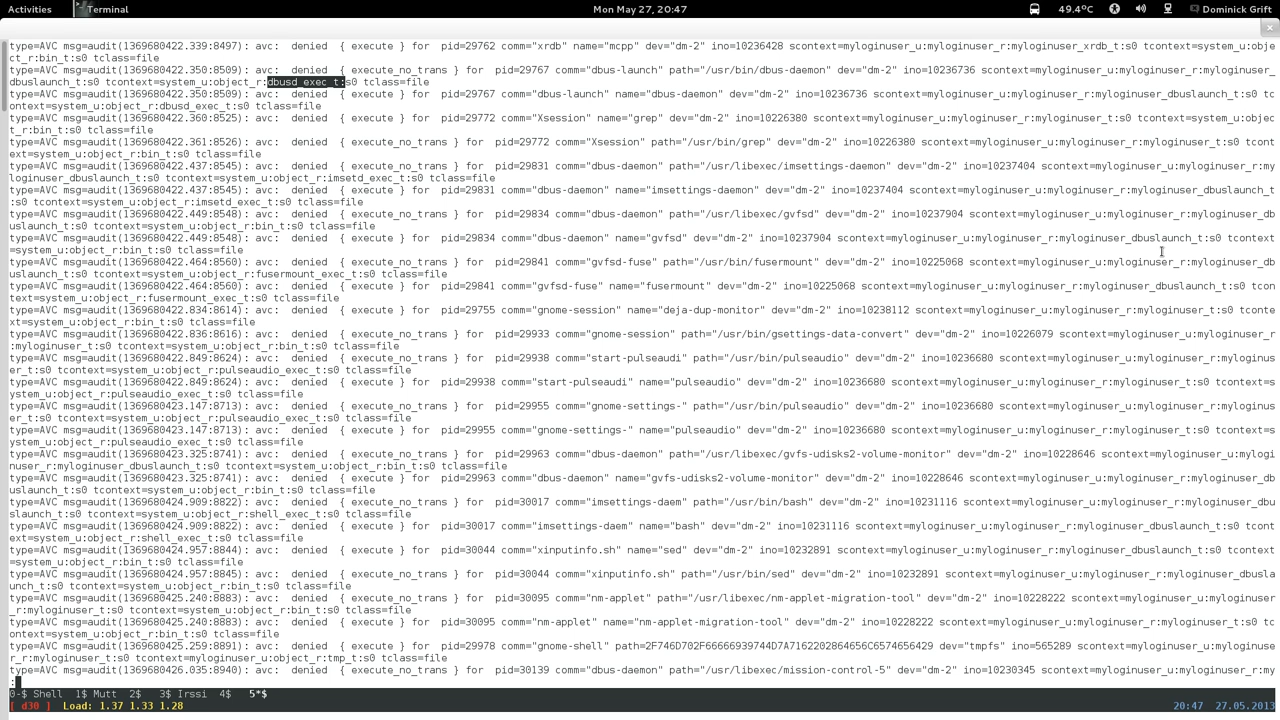 Activities Terminal Mon May 27, 20:47 49.4°C Dominick Grift
type=AVC msg=audit(1369680422.339:8497): avc:  denied  { execute } for  pid=29762 comm="xrdb" name="mcpp" dev="dm-2" ino=10236428 scontext=myloginuser_u:myloginuser_r:myloginuser_xrdb_t:s0 tcontext=system_u:obje
ct_r:bin_t:s0 tclass=file
type=AVC msg=audit(1369680422.350:8509): avc:  denied  { execute_no_trans } for  pid=29767 comm="dbus-launch" path="/usr/bin/dbus-daemon" dev="dm-2" ino=10236736 scontext=myloginuser_u:myloginuser_r:myloginuser_
dbuslaunch_t:s0 tcontext=system_u:object_r:dbusd_exec_t:s0 tclass=file
type=AVC msg=audit(1369680422.350:8509): avc:  denied  { execute } for  pid=29767 comm="dbus-launch" name="dbus-daemon" dev="dm-2" ino=10236736 scontext=myloginuser_u:myloginuser_r:myloginuser_dbuslaunch_t:s0 tc
ontext=system_u:object_r:dbusd_exec_t:s0 tclass=file
type=AVC msg=audit(1369680422.360:8525): avc:  denied  { execute } for  pid=29772 comm="Xsession" name="grep" dev="dm-2" ino=10226380 scontext=myloginuser_u:myloginuser_r:myloginuser_t:s0 tcontext=system_u:objec
t_r:bin_t:s0 tclass=file
type=AVC msg=audit(1369680422.361:8526): avc:  denied  { execute_no_trans } for  pid=29772 comm="Xsession" path="/usr/bin/grep" dev="dm-2" ino=10226380 scontext=myloginuser_u:myloginuser_r:myloginuser_t:s0 tcont
ext=system_u:object_r:bin_t:s0 tclass=file
type=AVC msg=audit(1369680422.437:8545): avc:  denied  { execute_no_trans } for  pid=29831 comm="dbus-daemon" path="/usr/libexec/imsettings-daemon" dev="dm-2" ino=10237404 scontext=myloginuser_u:myloginuser_r:my
loginuser_dbuslaunch_t:s0 tcontext=system_u:object_r:imsetd_exec_t:s0 tclass=file
type=AVC msg=audit(1369680422.437:8545): avc:  denied  { execute } for  pid=29831 comm="dbus-daemon" name="imsettings-daemon" dev="dm-2" ino=10237404 scontext=myloginuser_u:myloginuser_r:myloginuser_dbuslaunch_t
:s0 tcontext=system_u:object_r:imsetd_exec_t:s0 tclass=file
type=AVC msg=audit(1369680422.449:8548): avc:  denied  { execute_no_trans } for  pid=29834 comm="dbus-daemon" path="/usr/libexec/gvfsd" dev="dm-2" ino=10237904 scontext=myloginuser_u:myloginuser_r:myloginuser_db
uslaunch_t:s0 tcontext=system_u:object_r:bin_t:s0 tclass=file
type=AVC msg=audit(1369680422.449:8548): avc:  denied  { execute } for  pid=29834 comm="dbus-daemon" name="gvfsd" dev="dm-2" ino=10237904 scontext=myloginuser_u:myloginuser_r:myloginuser_dbuslaunch_t:s0 tcontext
=system_u:object_r:bin_t:s0 tclass=file
type=AVC msg=audit(1369680422.464:8560): avc:  denied  { execute_no_trans } for  pid=29841 comm="gvfsd-fuse" path="/usr/bin/fusermount" dev="dm-2" ino=10225068 scontext=myloginuser_u:myloginuser_r:myloginuser_db
uslaunch_t:s0 tcontext=system_u:object_r:fusermount_exec_t:s0 tclass=file
type=AVC msg=audit(1369680422.464:8560): avc:  denied  { execute } for  pid=29841 comm="gvfsd-fuse" name="fusermount" dev="dm-2" ino=10225068 scontext=myloginuser_u:myloginuser_r:myloginuser_dbuslaunch_t:s0 tcon
text=system_u:object_r:fusermount_exec_t:s0 tclass=file
type=AVC msg=audit(1369680422.834:8614): avc:  denied  { execute } for  pid=29755 comm="gnome-session" name="deja-dup-monitor" dev="dm-2" ino=10238112 scontext=myloginuser_u:myloginuser_r:myloginuser_t:s0 tconte
xt=system_u:object_r:bin_t:s0 tclass=file
type=AVC msg=audit(1369680422.836:8616): avc:  denied  { execute_no_trans } for  pid=29933 comm="gnome-session" path="/usr/bin/gsettings-data-convert" dev="dm-2" ino=10226079 scontext=myloginuser_u:myloginuser_r
:myloginuser_t:s0 tcontext=system_u:object_r:bin_t:s0 tclass=file
type=AVC msg=audit(1369680422.849:8624): avc:  denied  { execute_no_trans } for  pid=29938 comm="start-pulseaudi" path="/usr/bin/pulseaudio" dev="dm-2" ino=10236680 scontext=myloginuser_u:myloginuser_r:myloginus
er_t:s0 tcontext=system_u:object_r:pulseaudio_exec_t:s0 tclass=file
type=AVC msg=audit(1369680422.849:8624): avc:  denied  { execute } for  pid=29938 comm="start-pulseaudi" name="pulseaudio" dev="dm-2" ino=10236680 scontext=myloginuser_u:myloginuser_r:myloginuser_t:s0 tcontext=s
ystem_u:object_r:pulseaudio_exec_t:s0 tclass=file
type=AVC msg=audit(1369680423.147:8713): avc:  denied  { execute_no_trans } for  pid=29955 comm="gnome-settings-" path="/usr/bin/pulseaudio" dev="dm-2" ino=10236680 scontext=myloginuser_u:myloginuser_r:myloginus
er_t:s0 tcontext=system_u:object_r:pulseaudio_exec_t:s0 tclass=file
type=AVC msg=audit(1369680423.147:8713): avc:  denied  { execute } for  pid=29955 comm="gnome-settings-" name="pulseaudio" dev="dm-2" ino=10236680 scontext=myloginuser_u:myloginuser_r:myloginuser_t:s0 tcontext=s
ystem_u:object_r:pulseaudio_exec_t:s0 tclass=file
type=AVC msg=audit(1369680423.325:8741): avc:  denied  { execute_no_trans } for  pid=29963 comm="dbus-daemon" path="/usr/libexec/gvfs-udisks2-volume-monitor" dev="dm-2" ino=10228646 scontext=myloginuser_u:mylogi
nuser_r:myloginuser_dbuslaunch_t:s0 tcontext=system_u:object_r:bin_t:s0 tclass=file
type=AVC msg=audit(1369680423.325:8741): avc:  denied  { execute } for  pid=29963 comm="dbus-daemon" name="gvfs-udisks2-volume-monitor" dev="dm-2" ino=10228646 scontext=myloginuser_u:myloginuser_r:myloginuser_db
uslaunch_t:s0 tcontext=system_u:object_r:bin_t:s0 tclass=file
type=AVC msg=audit(1369680424.909:8822): avc:  denied  { execute_no_trans } for  pid=30017 comm="imsettings-daem" path="/usr/bin/bash" dev="dm-2" ino=10231116 scontext=myloginuser_u:myloginuser_r:myloginuser_dbu
slaunch_t:s0 tcontext=system_u:object_r:shell_exec_t:s0 tclass=file
type=AVC msg=audit(1369680424.909:8822): avc:  denied  { execute } for  pid=30017 comm="imsettings-daem" name="bash" dev="dm-2" ino=10231116 scontext=myloginuser_u:myloginuser_r:myloginuser_dbuslaunch_t:s0 tcont
ext=system_u:object_r:shell_exec_t:s0 tclass=file
type=AVC msg=audit(1369680424.957:8844): avc:  denied  { execute } for  pid=30044 comm="xinputinfo.sh" name="sed" dev="dm-2" ino=10232891 scontext=myloginuser_u:myloginuser_r:myloginuser_dbuslaunch_t:s0 tcontext
=system_u:object_r:bin_t:s0 tclass=file
type=AVC msg=audit(1369680424.957:8845): avc:  denied  { execute_no_trans } for  pid=30044 comm="xinputinfo.sh" path="/usr/bin/sed" dev="dm-2" ino=10232891 scontext=myloginuser_u:myloginuser_r:myloginuser_dbusla
unch_t:s0 tcontext=system_u:object_r:bin_t:s0 tclass=file
type=AVC msg=audit(1369680425.240:8883): avc:  denied  { execute_no_trans } for  pid=30095 comm="nm-applet" path="/usr/libexec/nm-applet-migration-tool" dev="dm-2" ino=10228222 scontext=myloginuser_u:myloginuser
_r:myloginuser_t:s0 tcontext=system_u:object_r:bin_t:s0 tclass=file
type=AVC msg=audit(1369680425.240:8883): avc:  denied  { execute } for  pid=30095 comm="nm-applet" name="nm-applet-migration-tool" dev="dm-2" ino=10228222 scontext=myloginuser_u:myloginuser_r:myloginuser_t:s0 tc
ontext=system_u:object_r:bin_t:s0 tclass=file
type=AVC msg=audit(1369680425.259:8891): avc:  denied  { execute } for  pid=29978 comm="gnome-shell" path=2F746D702F66666939744D7A7162202864656C6574656429 dev="tmpfs" ino=565289 scontext=myloginuser_u:myloginuse
r_r:myloginuser_t:s0 tcontext=myloginuser_u:object_r:tmp_t:s0 tclass=file
type=AVC msg=audit(1369680426.035:8940): avc:  denied  { execute_no_trans } for  pid=30139 comm="dbus-daemon" path="/usr/libexec/mission-control-5" dev="dm-2" ino=10230345 scontext=myloginuser_u:myloginuser_r:my
:
0-$ Shell  1$ Mutt  2$  3$ Irssi  4$  5*$
[ d30 ]  Load: 1.37 1.33 1.28 20:47 27.05.2013